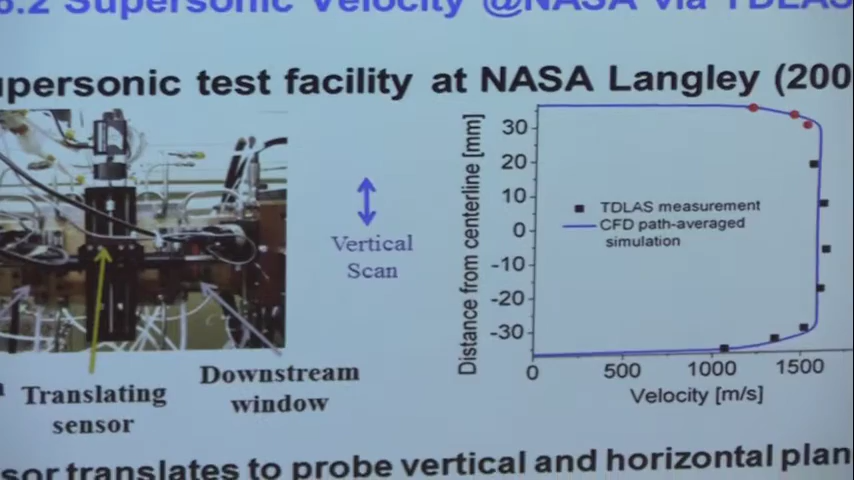 6.2 Supersonic Velocity @NASA via TDLAS
upersonic test facility at NASA Langley (200
Vertical
Scan
Translating
sensor
Downstream
window
Distance from centerline [mm]
30
20
10
0
-10
-20
-30
TDLAS measurement
CFD path-averaged
simulation
0 500 1000 1500
Velocity [m/s]
sor translates to probe vertical and horizontal plan